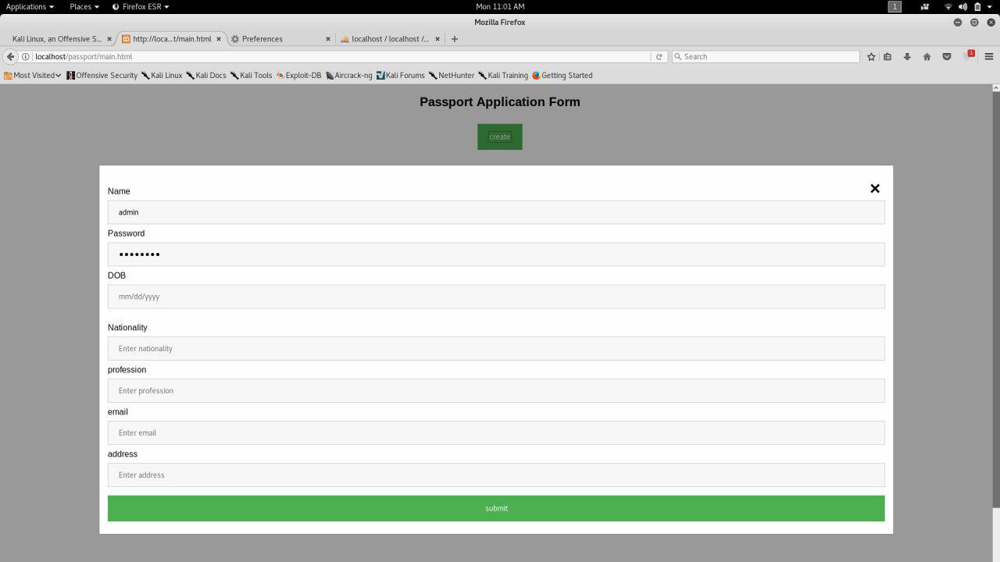 Applications Places Firefox ESR Mon 11:01 AM 1
Mozilla Firefox
Kali Linux, an Offensive S... http://loca...t/main.html Preferences localhost / localhost /...
localhost/passport/main.html Search 1
Most Visited Offensive Security Kali Linux Kali Docs Kali Tools Exploit-DB Aircrack-ng Kali Forums NetHunter Kali Training Getting Started
Passport Application Form
create
Name
admin
Password
DOB
mm/dd/yyyy
Nationality
Enter nationality
profession
Enter profession
email
Enter email
address
Enter address
submit